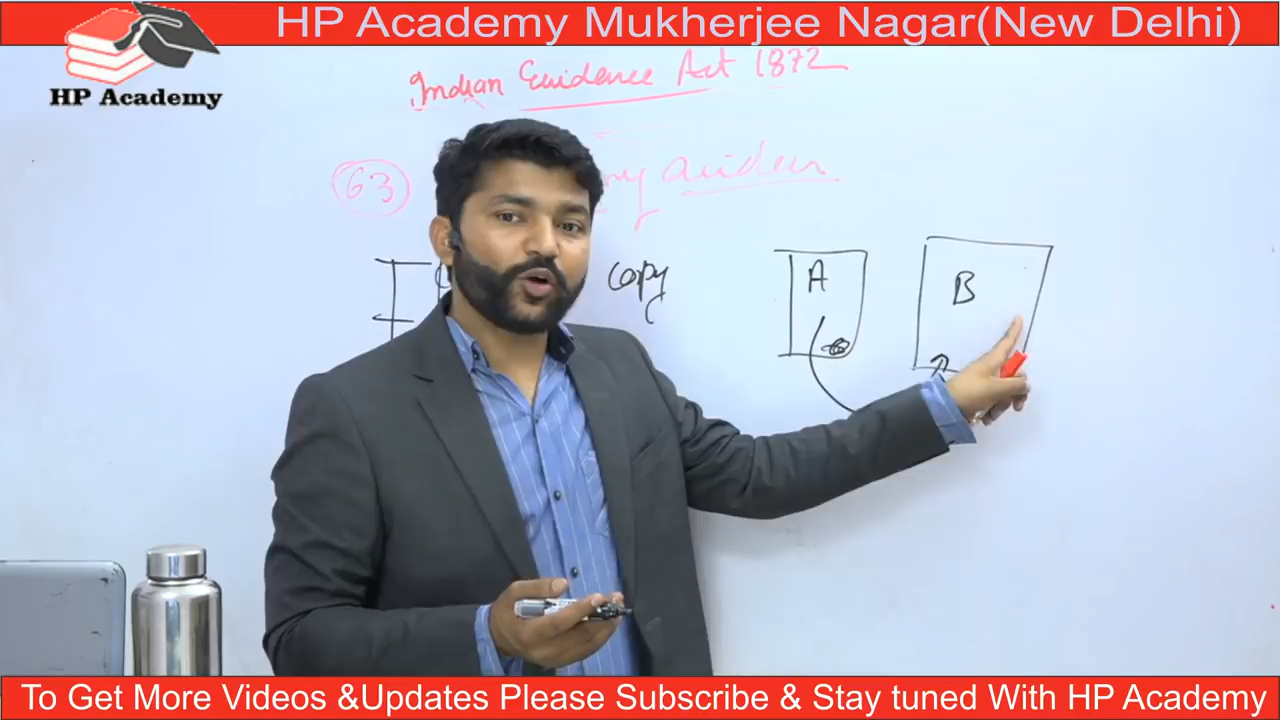 HP Academy Mukherjee Nagar(New Delhi)
HP Academy
Indian Evidence Act 1872
63
copy
A
B
To Get More Videos &Updates Please Subscribe & Stay tuned With HP Academy